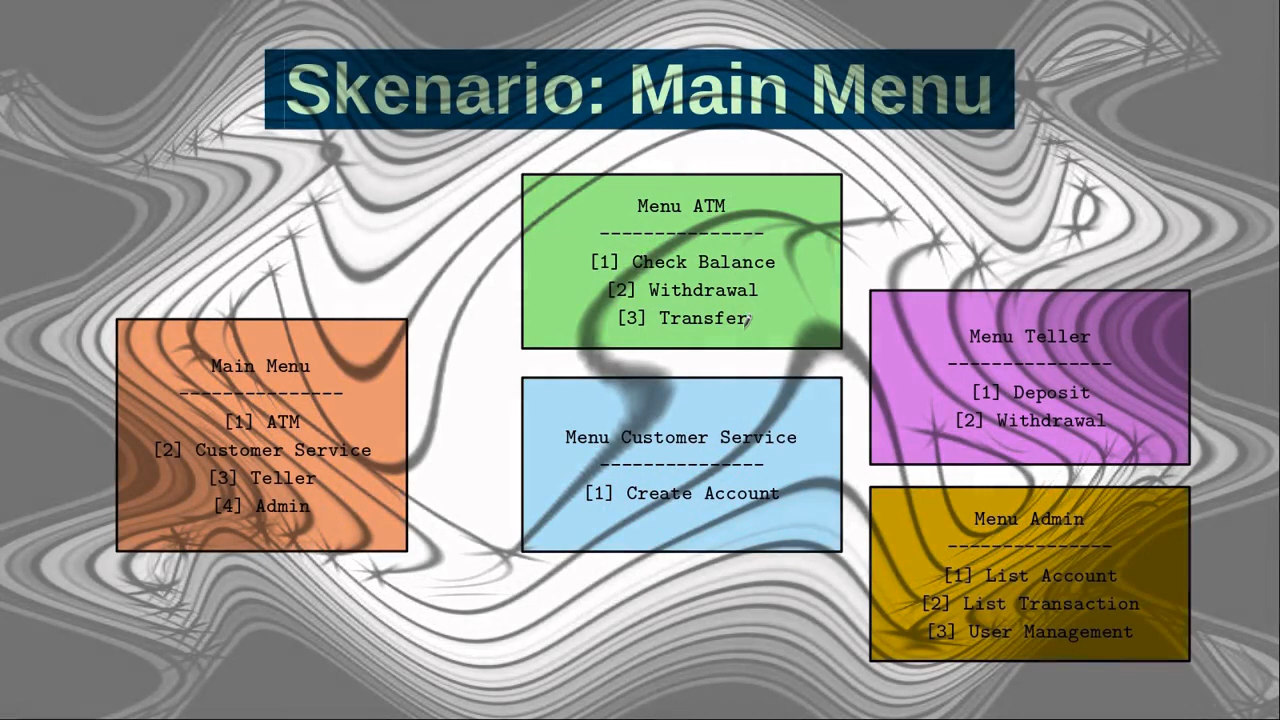 Skenario: Main Menu
Main Menu
---------------
[1] ATM
[2] Customer Service
[3] Teller
[4] Admin
Menu ATM
---------------
[1] Check Balance
[2] Withdrawal
[3] Transfer
Menu Customer Service
---------------
[1] Create Account
Menu Teller
---------------
[1] Deposit
[2] Withdrawal
Menu Admin
---------------
[1] List Account
[2] List Transaction
[3] User Management